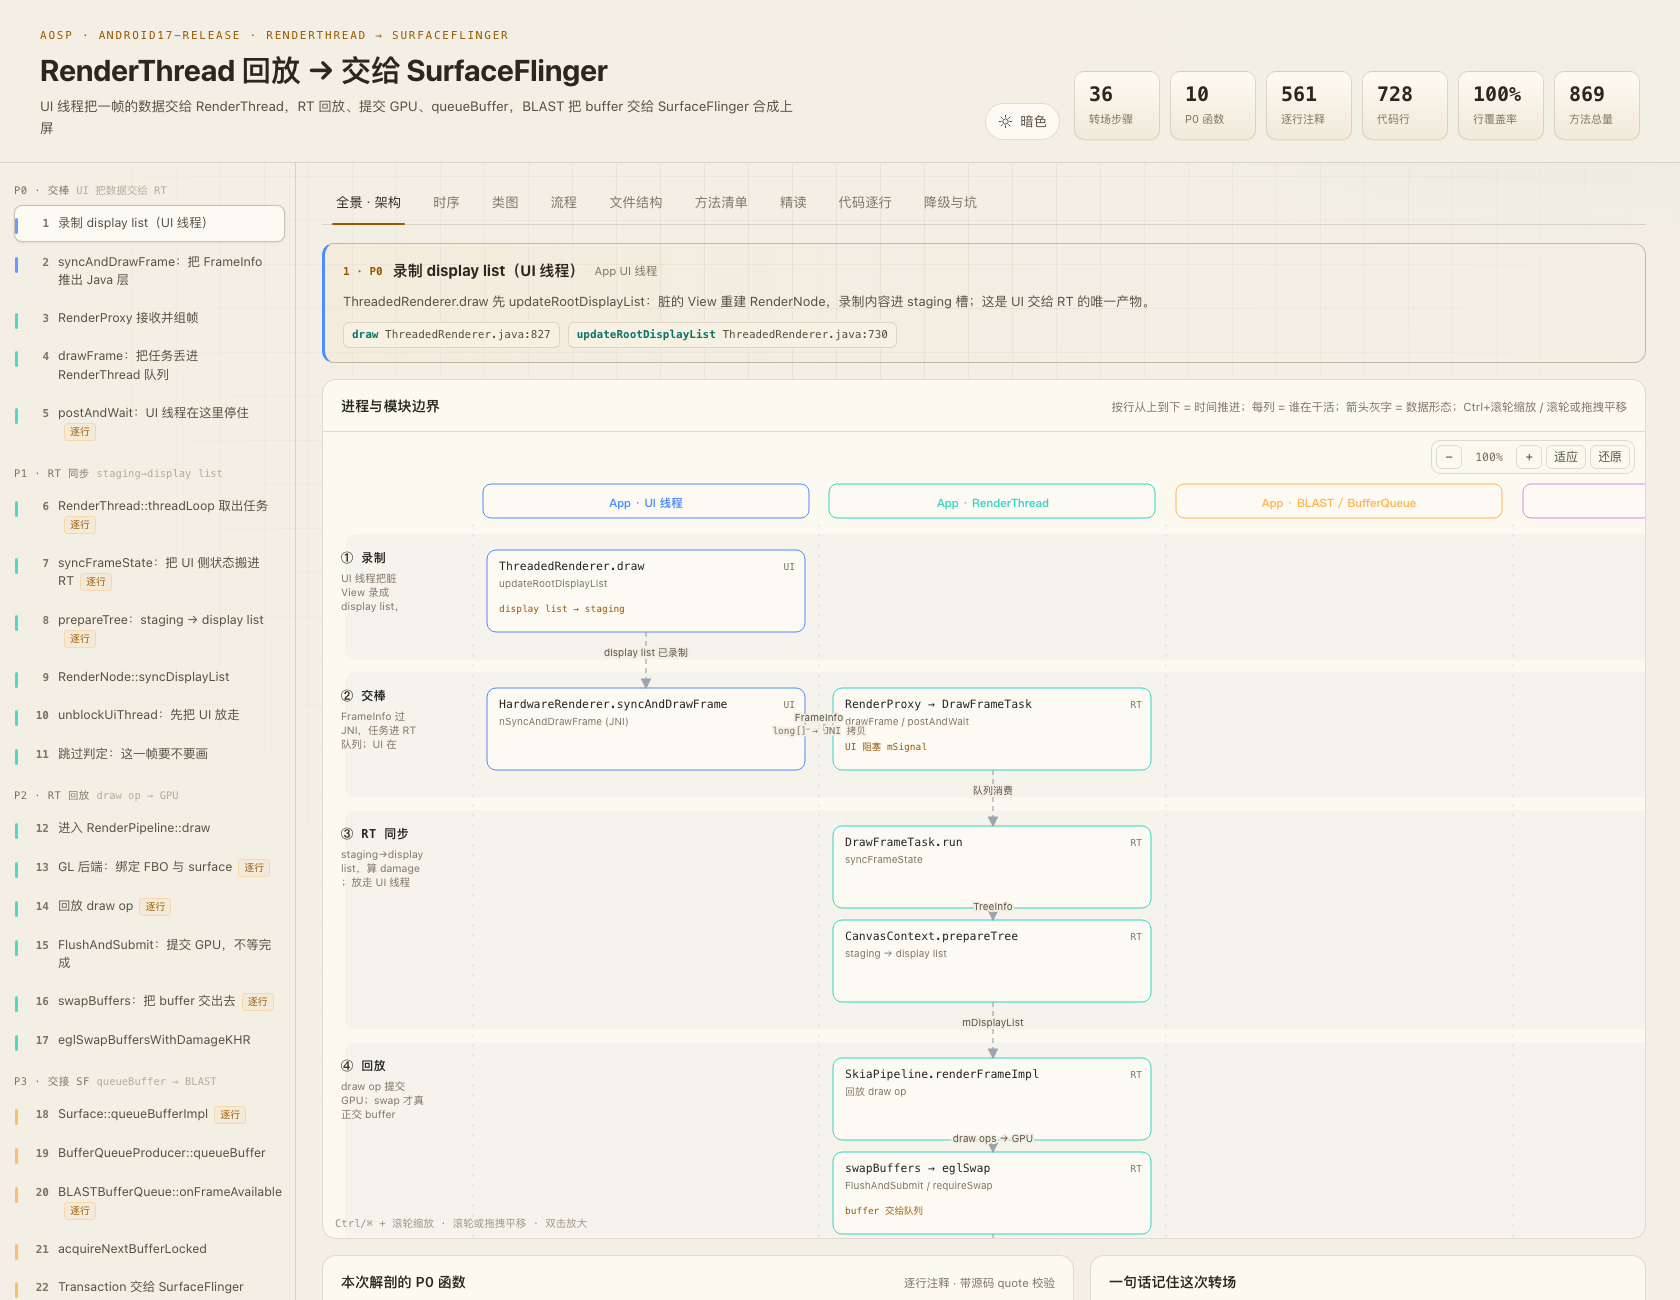 AOSP · ANDROID17-RELEASE · RENDERTHREAD → SURFACEFLINGER
RenderThread 回放 → 交给 SurfaceFlinger
UI 线程把一帧的数据交给 RenderThread，RT 回放、提交 GPU、queueBuffer，BLAST 把 buffer 交给 SurfaceFlinger 合成上
屏
暗色
36
转场步骤
10
P0 函数
561
逐行注释
728
代码行
100%
行覆盖率
869
方法总量
P0 · 交棒 UI 把数据交给 RT
1 录制 display list（UI 线程）
2 syncAndDrawFrame：把 FrameInfo
推出 Java 层
3 RenderProxy 接收并组帧
4 drawFrame：把任务丢进
RenderThread 队列
5 postAndWait：UI 线程在这里停住
逐行
P1 · RT 同步 staging→display list
6 RenderThread::threadLoop 取出任务
逐行
7 syncFrameState：把 UI 侧状态搬进
RT 逐行
8 prepareTree：staging → display list
逐行
9 RenderNode::syncDisplayList
10 unblockUiThread：先把 UI 放走
11 跳过判定：这一帧要不要画
P2 · RT 回放 draw op → GPU
12 进入 RenderPipeline::draw
13 GL 后端：绑定 FBO 与 surface 逐行
14 回放 draw op 逐行
15 FlushAndSubmit：提交 GPU，不等完
成
16 swapBuffers：把 buffer 交出去 逐行
17 eglSwapBuffersWithDamageKHR
P3 · 交接 SF queueBuffer → BLAST
18 Surface::queueBufferImpl 逐行
19 BufferQueueProducer::queueBuffer
20 BLASTBufferQueue::onFrameAvailable
逐行
21 acquireNextBufferLocked
22 Transaction 交给 SurfaceFlinger
全景 · 架构 时序 类图 流程 文件结构 方法清单 精读 代码逐行 降级与坑
1 · P0 录制 display list（UI 线程） App UI 线程
ThreadedRenderer.draw 先 updateRootDisplayList：脏的 View 重建 RenderNode，录制内容进 staging 槽；这是 UI 交给 RT 的唯一产物。
draw ThreadedRenderer.java:827 updateRootDisplayList ThreadedRenderer.java:730
进程与模块边界
按行从上到下 = 时间推进；每列 = 谁在干活；箭头灰字 = 数据形态；Ctrl+滚轮缩放 / 滚轮或拖拽平移
− 100% + 适应 还原
App · UI 线程 App · RenderThread App · BLAST / BufferQueue
① 录制
UI 线程把脏
View 录成
display list，
ThreadedRenderer.draw UI
updateRootDisplayList
display list → staging
display list 已录制
② 交棒
FrameInfo 过
JNI，任务进 RT
队列；UI 在
HardwareRenderer.syncAndDrawFrame UI
nSyncAndDrawFrame (JNI)
FrameInfo
long[] → JNI 拷贝
RenderProxy → DrawFrameTask RT
drawFrame / postAndWait
UI 阻塞 mSignal
队列消费
③ RT 同步
staging→display
list，算 damage
；放走 UI 线程
DrawFrameTask.run RT
syncFrameState
TreeInfo
CanvasContext.prepareTree RT
staging → display list
mDisplayList
④ 回放
draw op 提交
GPU；swap 才真
正交 buffer
SkiaPipeline.renderFrameImpl RT
回放 draw op
draw ops → GPU
swapBuffers → eglSwap RT
FlushAndSubmit / requireSwap
buffer 交给队列
Ctrl/⌘ + 滚轮缩放 · 滚轮或拖拽平移 · 双击放大
本次解剖的 P0 函数 逐行注释 · 带源码 quote 校验
一句话记住这次转场